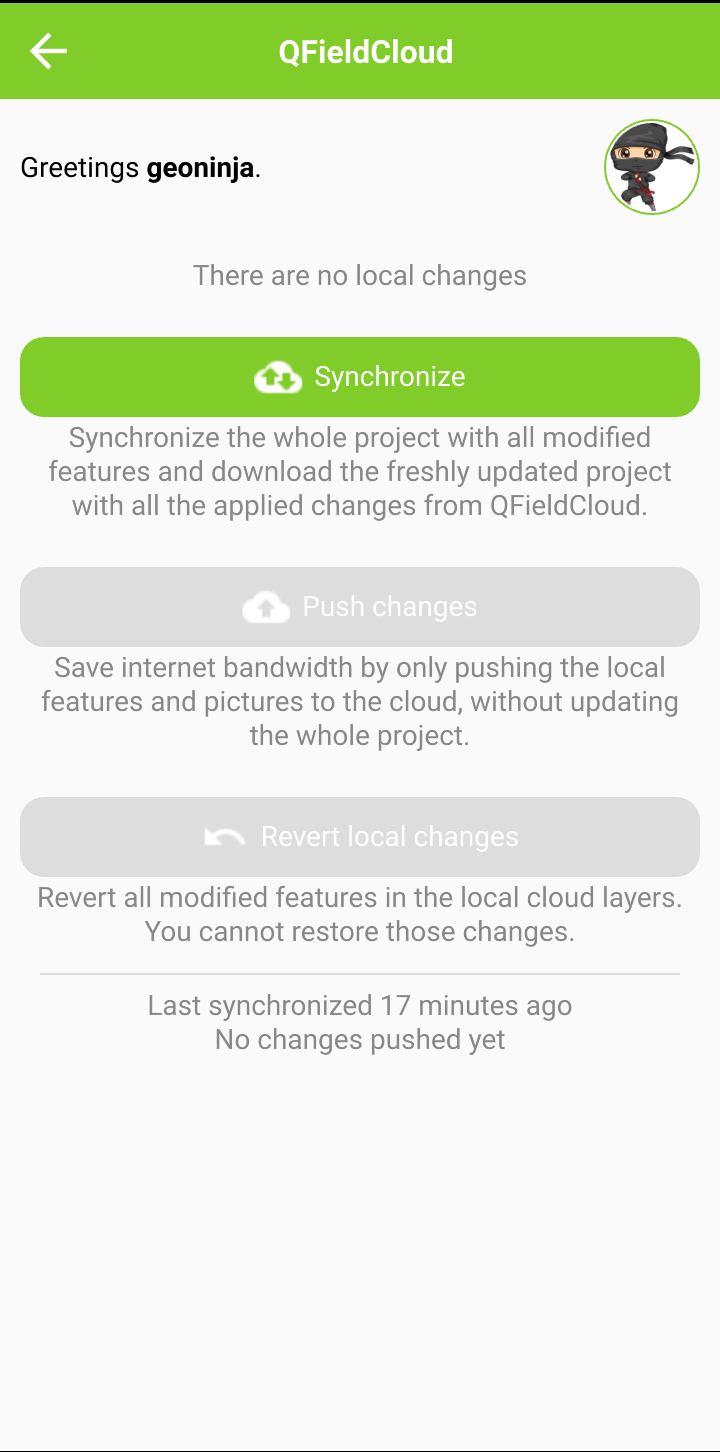 QFieldCloud
Greetings geoninja.
There are no local changes
Synchronize
Synchronize the whole project with all modified
features and download the freshly updated project
with all the applied changes from QFieldCloud.
Push changes
Save internet bandwidth by only pushing the local
features and pictures to the cloud, without updating
the whole project.
Revert local changes
Revert all modified features in the local cloud layers.
You cannot restore those changes.
Last synchronized 17 minutes ago
No changes pushed yet